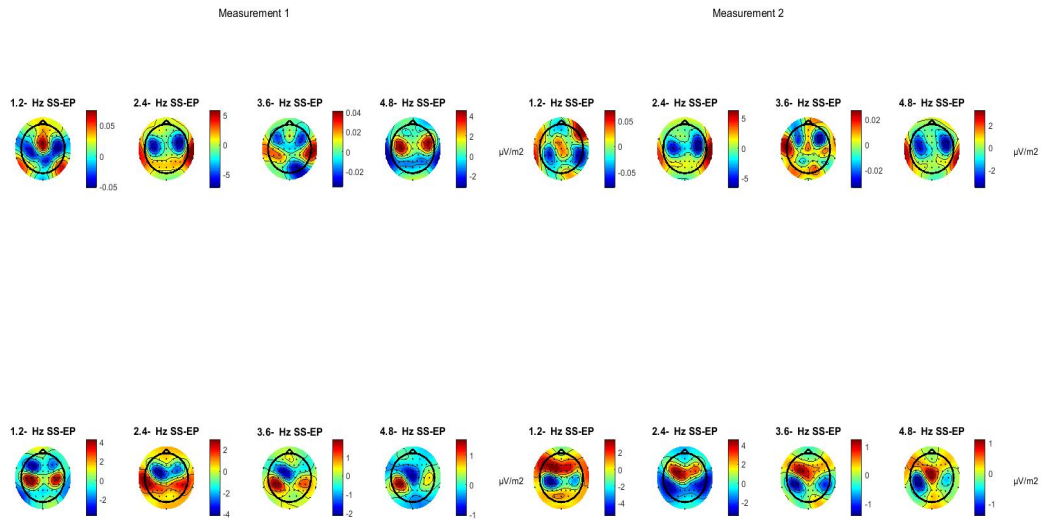 Measurement 1
Measurement 2
1.2- Hz SS-EP
2.4- Hz SS-EP
3.6- Hz SS-EP
4.8- Hz SS-EP
1.2- Hz SS-EP
2.4- Hz SS-EP
3.6- Hz SS-EP
4.8- Hz SS-EP
0.05
0
-0.05
5
0
-5
0.04
0.02
0
-0.02
4
2
0
-2
µV/m2
0.05
0
-0.05
5
0
-5
0.02
0
-0.02
2
0
-2
µV/m2
1.2- Hz SS-EP
2.4- Hz SS-EP
3.6- Hz SS-EP
4.8- Hz SS-EP
1.2- Hz SS-EP
2.4- Hz SS-EP
3.6- Hz SS-EP
4.8- Hz SS-EP
4
2
0
-2
2
0
-2
-4
1
0
-1
-2
1
0
-1
µV/m2
2
0
-2
-4
4
2
0
-2
-4
1
0
-1
1
0
-1
µV/m2